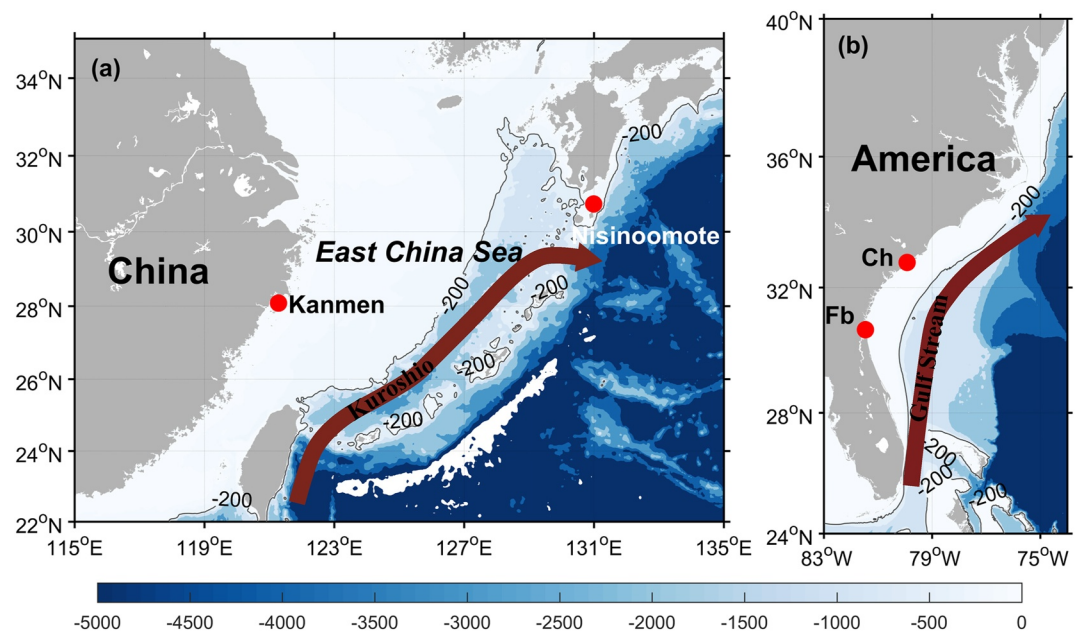 (a)
34°N
32°N
30°N
28°N
26°N
24°N
22°N
115°E
119°E
123°E
127°E
131°E
135°E
China
East China Sea
Kanmen
Nisinoomote
Kuroshio
-200
-200
-200
-200
-200
-200
(b)
40°N
36°N
32°N
28°N
24°N
83°W
79°W
75°W
America
Ch
Fb
Gulf Stream
-200
-200
-200
-200
-5000
-4500
-4000
-3500
-3000
-2500
-2000
-1500
-1000
-500
0